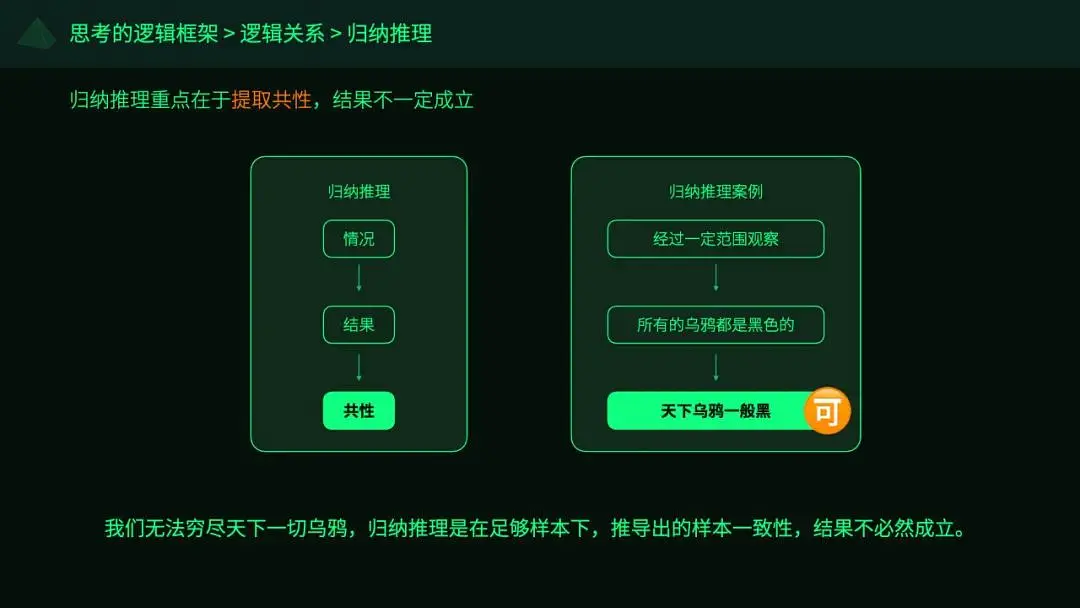 思考的逻辑框架 > 逻辑关系 > 归纳推理
归纳推理重点在于提取共性，结果不一定成立
归纳推理
情况
结果
共性
归纳推理案例
经过一定范围观察
所有的乌鸦都是黑色的
天下乌鸦一般黑
可
我们无法穷尽天下一切乌鸦，归纳推理是在足够样本下，推导出的样本一致性，结果不必然成立。